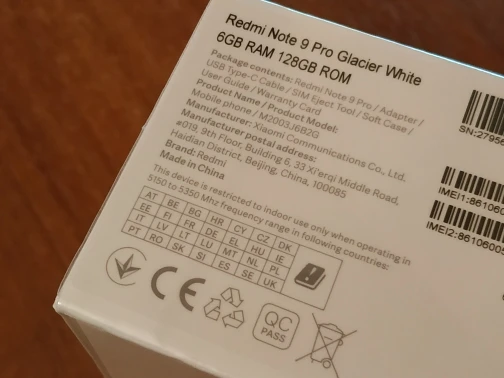 Redmi Note 9 Pro Glacier White
6GB RAM 128GB ROM
Package contents: Redmi Note 9 Pro / Adapter /
USB Type-C Cable / SIM Eject Tool / Soft Case /
User Guide / Warranty Card
Product Name / Product Model:
Mobile phone / M2003J6B2G
Manufacturer: Xiaomi Communications Co., Ltd.
Manufacturer postal address:
#019, 9th Floor, Building 6, 33 Xi'erqi Middle Road,
Haidian District, Beijing, China, 100085
Brand: Redmi
Made in China
This device is restricted to indoor use only when operating in
5150 to 5350 Mhz frequency range in following countries:
AT BE BG HR CY CZ DK
EE FI FR DE EL HU IE
IT LV LT LU MT NL PL
PT RO SK SI ES SE UK
CE
QC
PASS
SN:2795
IMEI1:86106
IMEI2:8610600